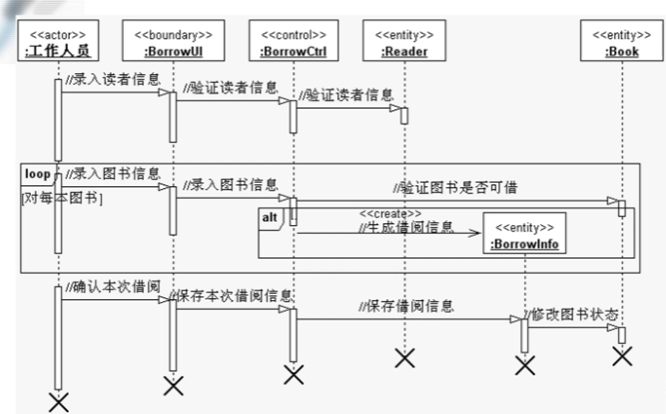 <<actor>>
:工作人员
<<boundary>>
:BorrowUI
<<control>>
:BorrowCtrl
<<entity>>
:Reader
<<entity>>
:Book
//录入读者信息
//验证读者信息
//验证读者信息
loop
[对每本图书]
//录入图书信息
//录入图书信息
//验证图书是否可借
alt
<<create>>
//生成借阅信息
<<entity>>
:BorrowInfo
//确认本次借阅
//保存本次借阅信息
//保存借阅信息
//修改图书状态